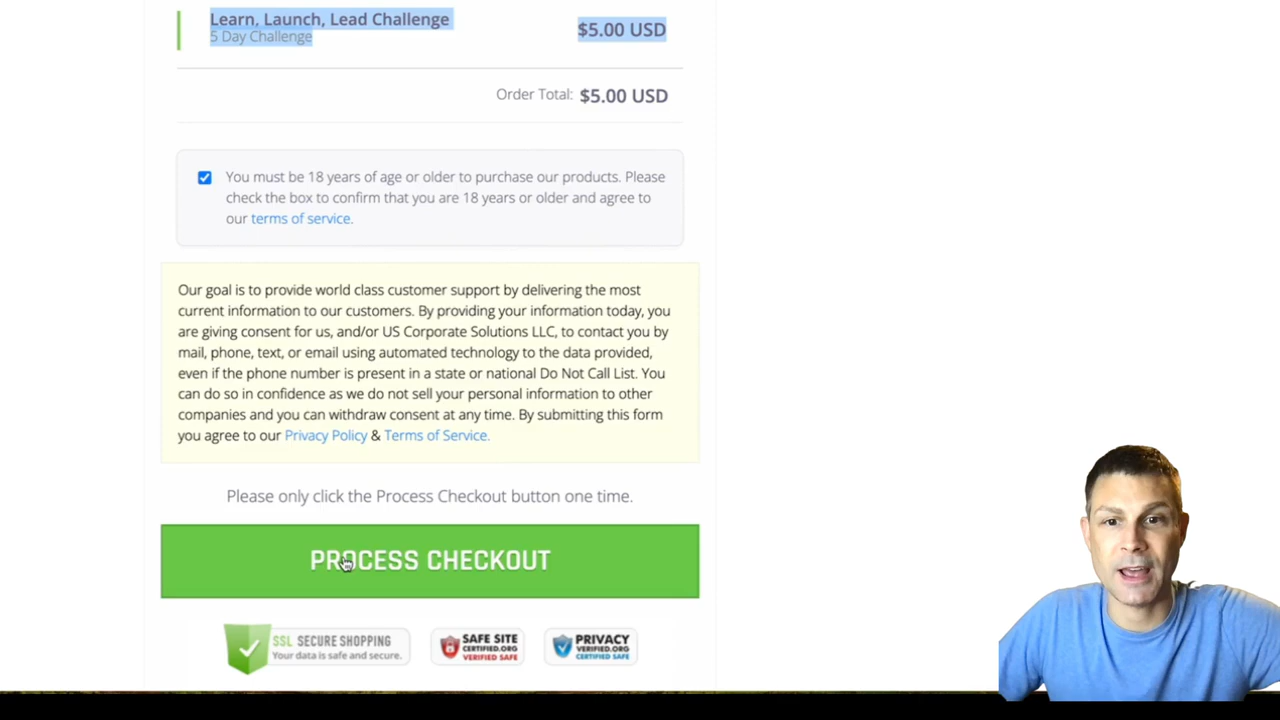 Learn, Launch, Lead Challenge
5 Day Challenge
$5.00 USD
Order Total: $5.00 USD
You must be 18 years of age or older to purchase our products. Please
check the box to confirm that you are 18 years or older and agree to
our terms of service.
Our goal is to provide world class customer support by delivering the most
current information to our customers. By providing your information today, you
are giving consent for us, and/or US Corporate Solutions LLC, to contact you by
mail, phone, text, or email using automated technology to the data provided,
even if the phone number is present in a state or national Do Not Call List. You
can do so in confidence as we do not sell your personal information to other
companies and you can withdraw consent at any time. By submitting this form
you agree to our Privacy Policy & Terms of Service.
Please only click the Process Checkout button one time.
PROCESS CHECKOUT
SSL SECURE SHOPPING
Your data is safe and secure.
SAFE SITE
CERTIFIED.ORG
VERIFIED SAFE
PRIVACY
VERIFIED.ORG
CERTIFIED SAFE